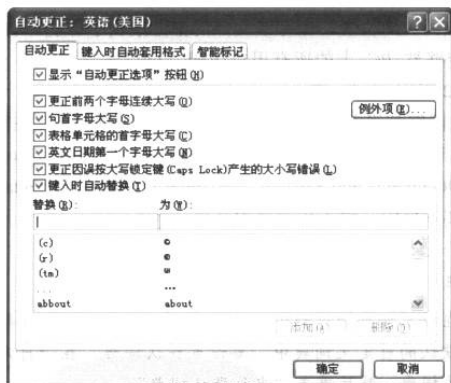 自动更正: 英语(美国)
自动更正 键入时自动套用格式 智能标记
显示“自动更正选项”按钮(H)
更正前两个字母连续大写(O)
例外项(E)...
句首字母大写(S)
表格单元格的首字母大写(C)
英文日期第一个字母大写(N)
更正因误按大写锁定键(Caps Lock)产生的大小写错误(L)
键入时自动替换(T)
替换(R): 为(W):
(c) ©
(r) ®
(tm) ™
... …
abbout about
添加(A) 删除(D)
确定 取消